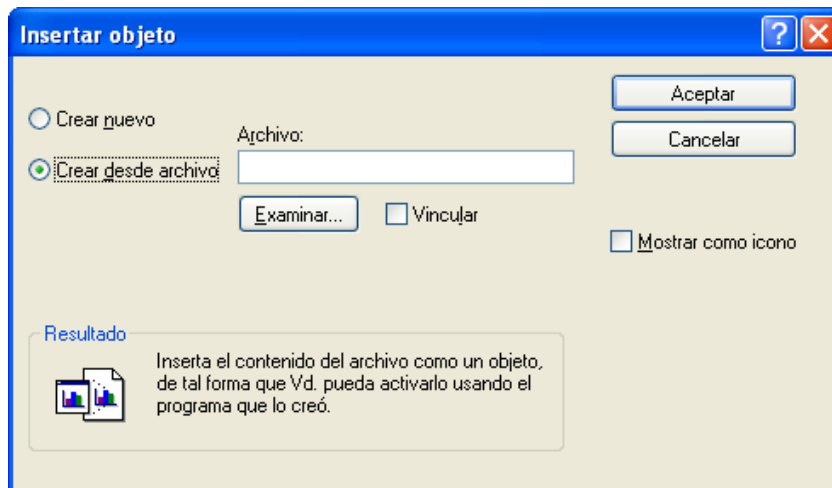 Insertar objeto
Crear nuevo
Crear desde archivo
Archivo:
Examinar...
Vincular
Aceptar
Cancelar
Mostrar como icono
Resultado
Inserta el contenido del archivo como un objeto,
de tal forma que Vd. pueda activarlo usando el
programa que lo creó.